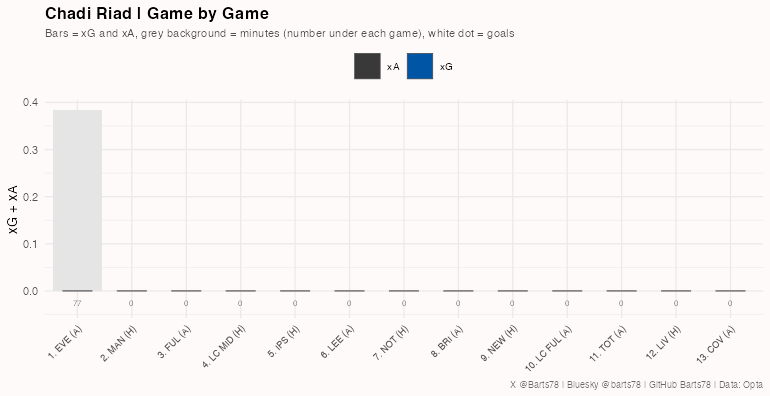 Chadi Riad | Game by Game
Bars = xG and xA, grey background = minutes (number under each game), white dot = goals
xA xG
0.4
0.3
0.2
0.1
0.0
xG + xA
77 0 0 0 0 0 0 0 0 0 0 0 0
1. EVE (A)
2. MAN (H)
3. FUL (A)
4. LC MID (H)
5. IPS (H)
6. LEE (A)
7. NOT (H)
8. BRI (A)
9. NEW (H)
10. LC FUL (A)
11. TOT (A)
12. LIV (H)
13. COV (A)
X @Barts78 | Bluesky @barts78 | GitHub Barts78 | Data: Opta